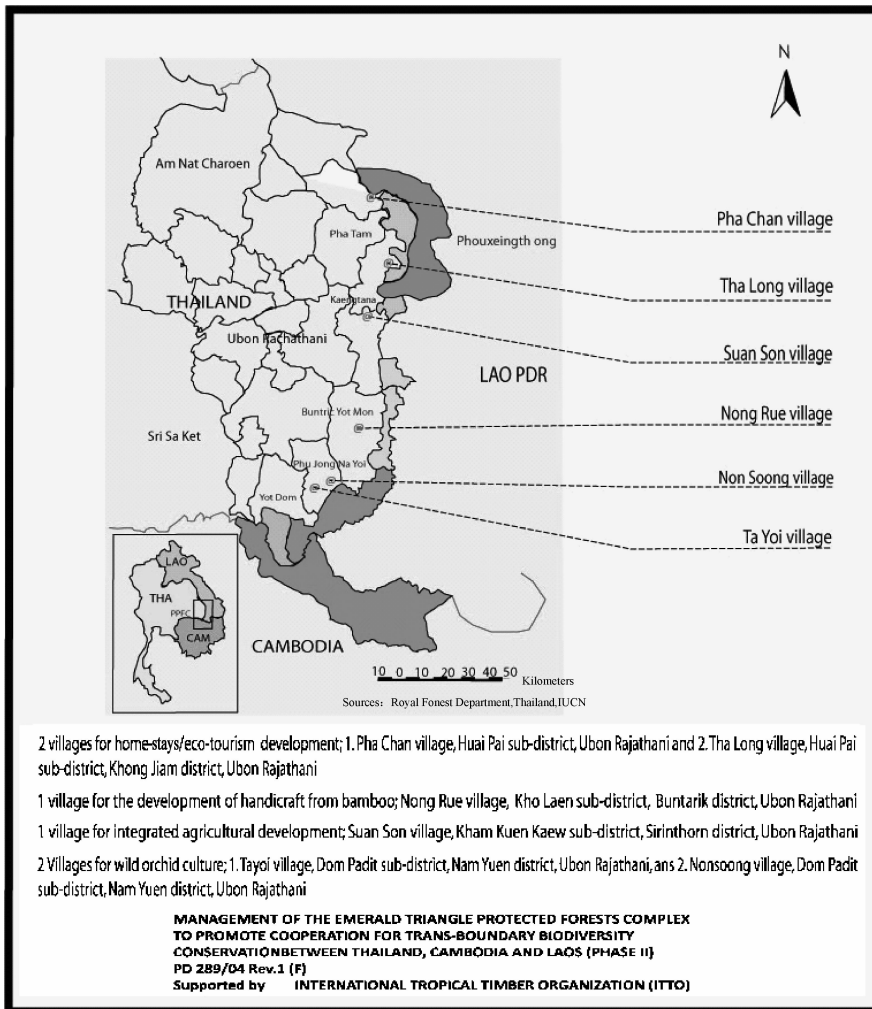 N
Am Nat Charoen
Pha Chan village
Pha Tam
Phouxeingth ong
Tha Long village
THAILAND
Kaengtana
Ubon Rachathani
Suan Son village
LAO PDR
Buntric Yot Mon
Nong Rue village
Sri Sa Ket
Phu Jong Na Yoi
Non Soong village
Yot Dom
Ta Yoi village
LAO
THA
PPFC
CAM
CAMBODIA
10 0 10 20 30 40 50 Kilometers
Sources: Royal Forest Department,Thailand,IUCN
2 villages for home-stays/eco-tourism development; 1. Pha Chan village, Huai Pai sub-district, Ubon Rajathani and 2. Tha Long village, Huai Pai
sub-district, Khong Jiam district, Ubon Rajathani
1 village for the development of handicraft from bamboo; Nong Rue village, Kho Laen sub-district, Buntarik district, Ubon Rajathani
1 village for integrated agricultural development; Suan Son village, Kham Kuen Kaew sub-district, Sirinthorn district, Ubon Rajathani
2 Villages for wild orchid culture; 1. Tayoi village, Dom Padit sub-district, Nam Yuen district, Ubon Rajathani, ans 2. Nonsoong village, Dom Padit
sub-district, Nam Yuen district, Ubon Rajathani
MANAGEMENT OF THE EMERALD TRIANGLE PROTECTED FORESTS COMPLEX
TO PROMOTE COOPERATION FOR TRANS-BOUNDARY BIODIVERSITY
CONSERVATIONBETWEEN THAILAND, CAMBODIA AND LAOS (PHASE II)
PD 289/04 Rev.1 (F)
Supported by INTERNATIONAL TROPICAL TIMBER ORGANIZATION (ITTO)